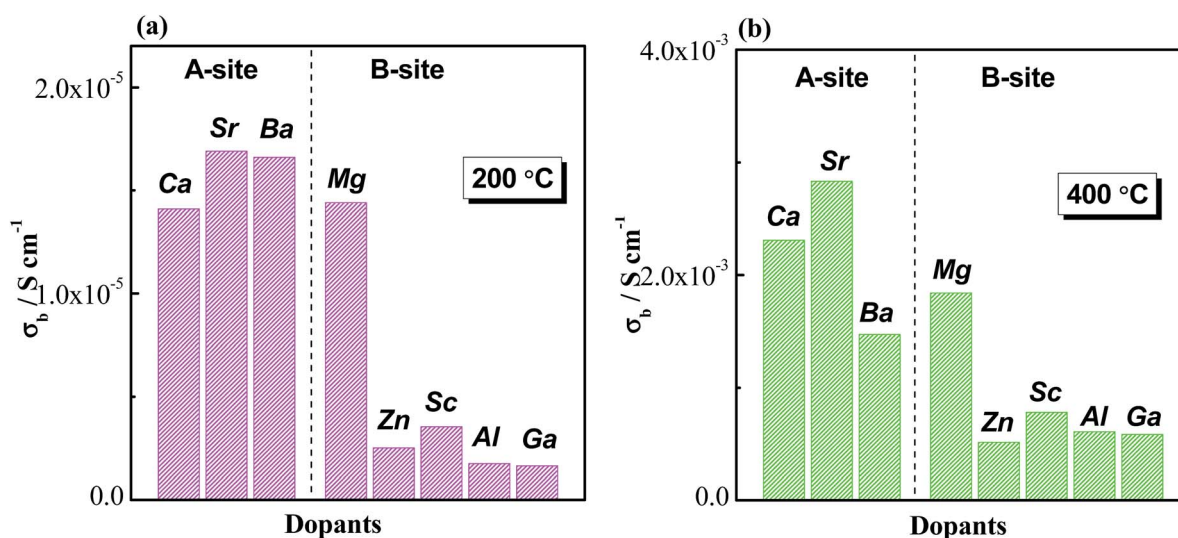 (a)
A-site B-site
2.0x10⁻⁵
Sr Ba
Ca
Mg
200 °C
σb / S cm⁻¹
1.0x10⁻⁵
Zn Sc Al Ga
0.0
Dopants
(b)
4.0x10⁻³
A-site B-site
Sr
Ca
400 °C
Mg
σb / S cm⁻¹
2.0x10⁻³
Ba
Zn Sc Al Ga
0.0
Dopants